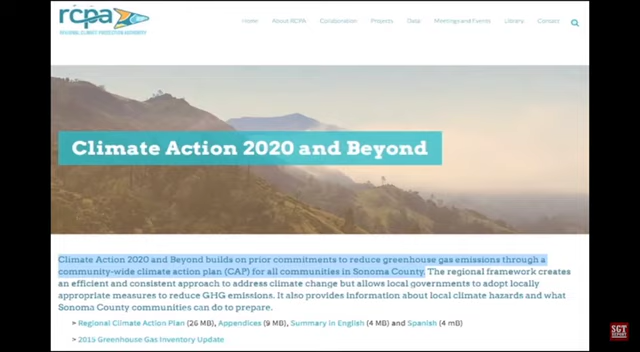 rcpa
REGIONAL CLIMATE PROTECTION AUTHORITY
Home About RCPA Collaboration Projects Data Meetings and Events Library Contact
Climate Action 2020 and Beyond
Climate Action 2020 and Beyond builds on prior commitments to reduce greenhouse gas emissions through a
community-wide climate action plan (CAP) for all communities in Sonoma County. The regional framework creates
an efficient and consistent approach to address climate change but allows local governments to adopt locally
appropriate measures to reduce GHG emissions. It also provides information about local climate hazards and what
Sonoma County communities can do to prepare.
> Regional Climate Action Plan (26 MB), Appendices (9 MB), Summary in English (4 MB) and Spanish (4 mB)
> 2015 Greenhouse Gas Inventory Update
SGT
REPORT